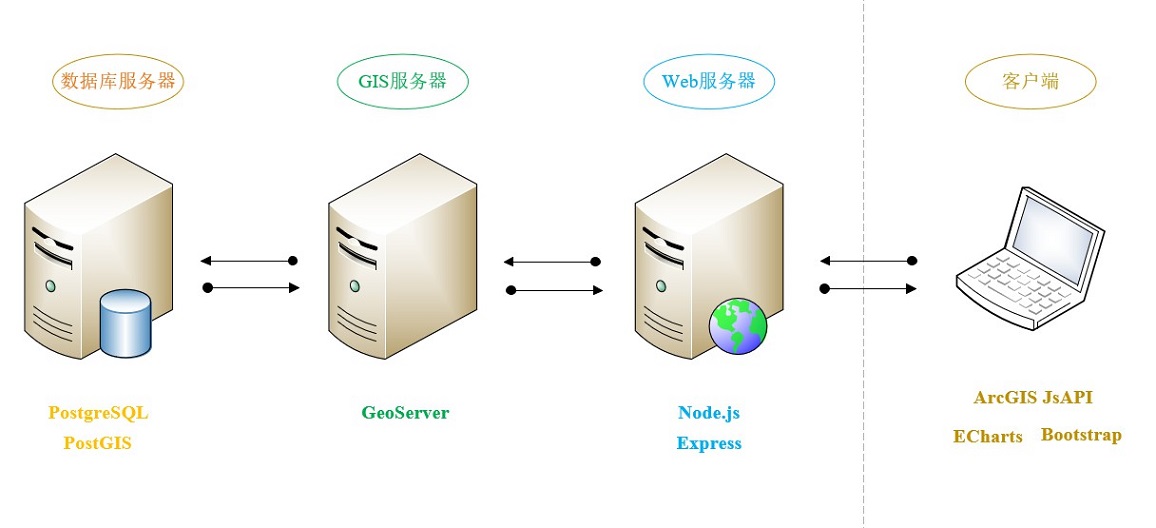 数据库服务器
GIS服务器
Web服务器
客户端
PostgreSQL
PostGIS
GeoServer
Node.js
Express
ArcGIS JsAPI
ECharts
Bootstrap